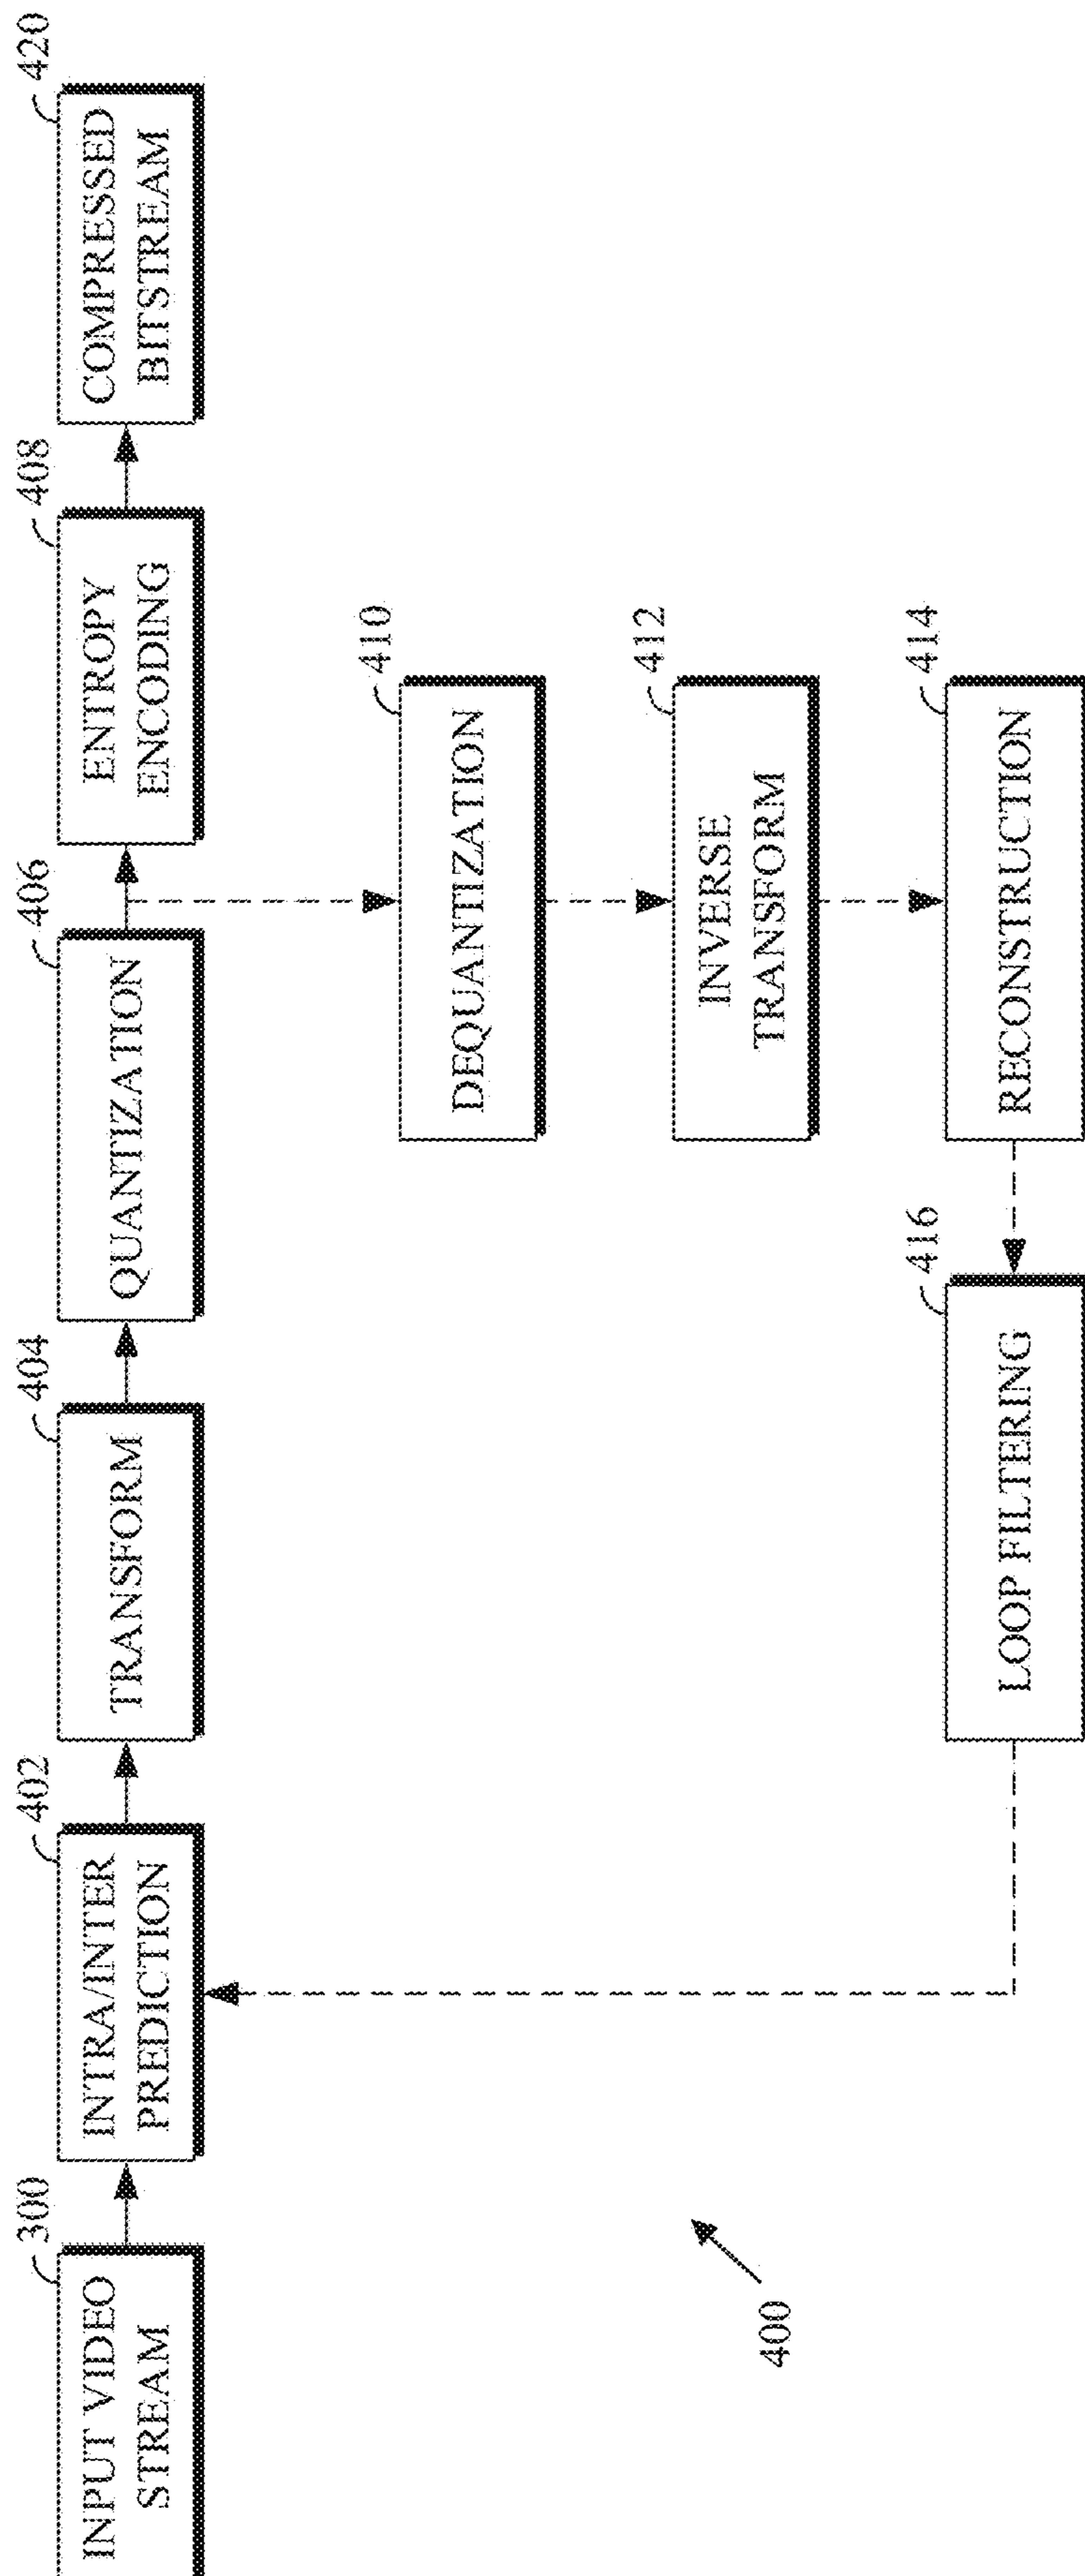 300
INPUT VIDEO
STREAM
402
INTRA/INTER
PREDICTION
404
TRANSFORM
406
QUANTIZATION
408
ENTROPY
ENCODING
420
COMPRESSED
BITSTREAM
410
DEQUANTIZATION
412
INVERSE
TRANSFORM
414
RECONSTRUCTION
416
LOOP FILTERING
400